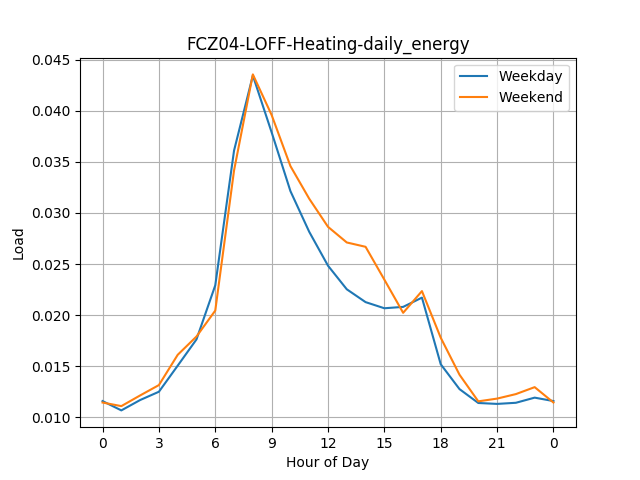 FCZ04-LOFF-Heating-daily_energy
Load
0.045
0.040
0.035
0.030
0.025
0.020
0.015
0.010
Weekday
Weekend
0 3 6 9 12 15 18 21 0
Hour of Day